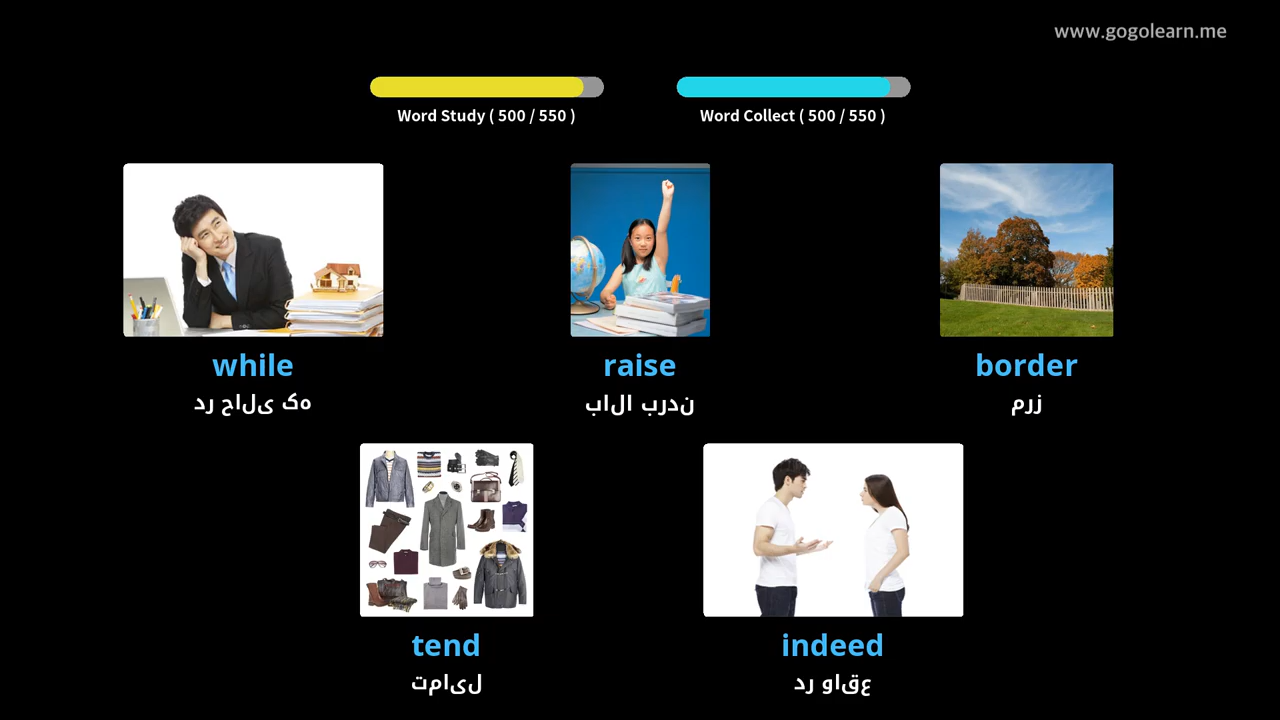 www.gogolearn.me
Word Study ( 500 / 550 )
Word Collect ( 500 / 550 )
while
raise
border
هک یلاح رد
ندرب الاب
زرم
tend
indeed
لیامت
عقاو رد